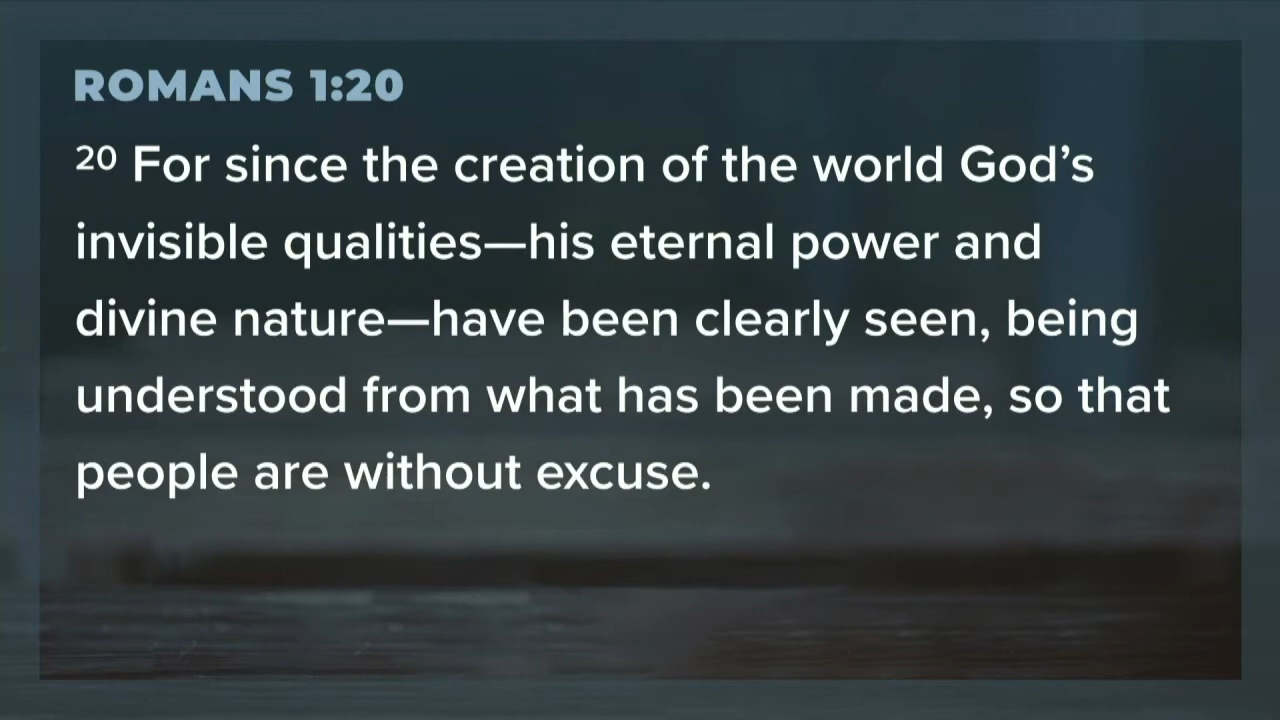 ROMANS 1:20
20 For since the creation of the world God’s
invisible qualities—his eternal power and
divine nature—have been clearly seen, being
understood from what has been made, so that
people are without excuse.